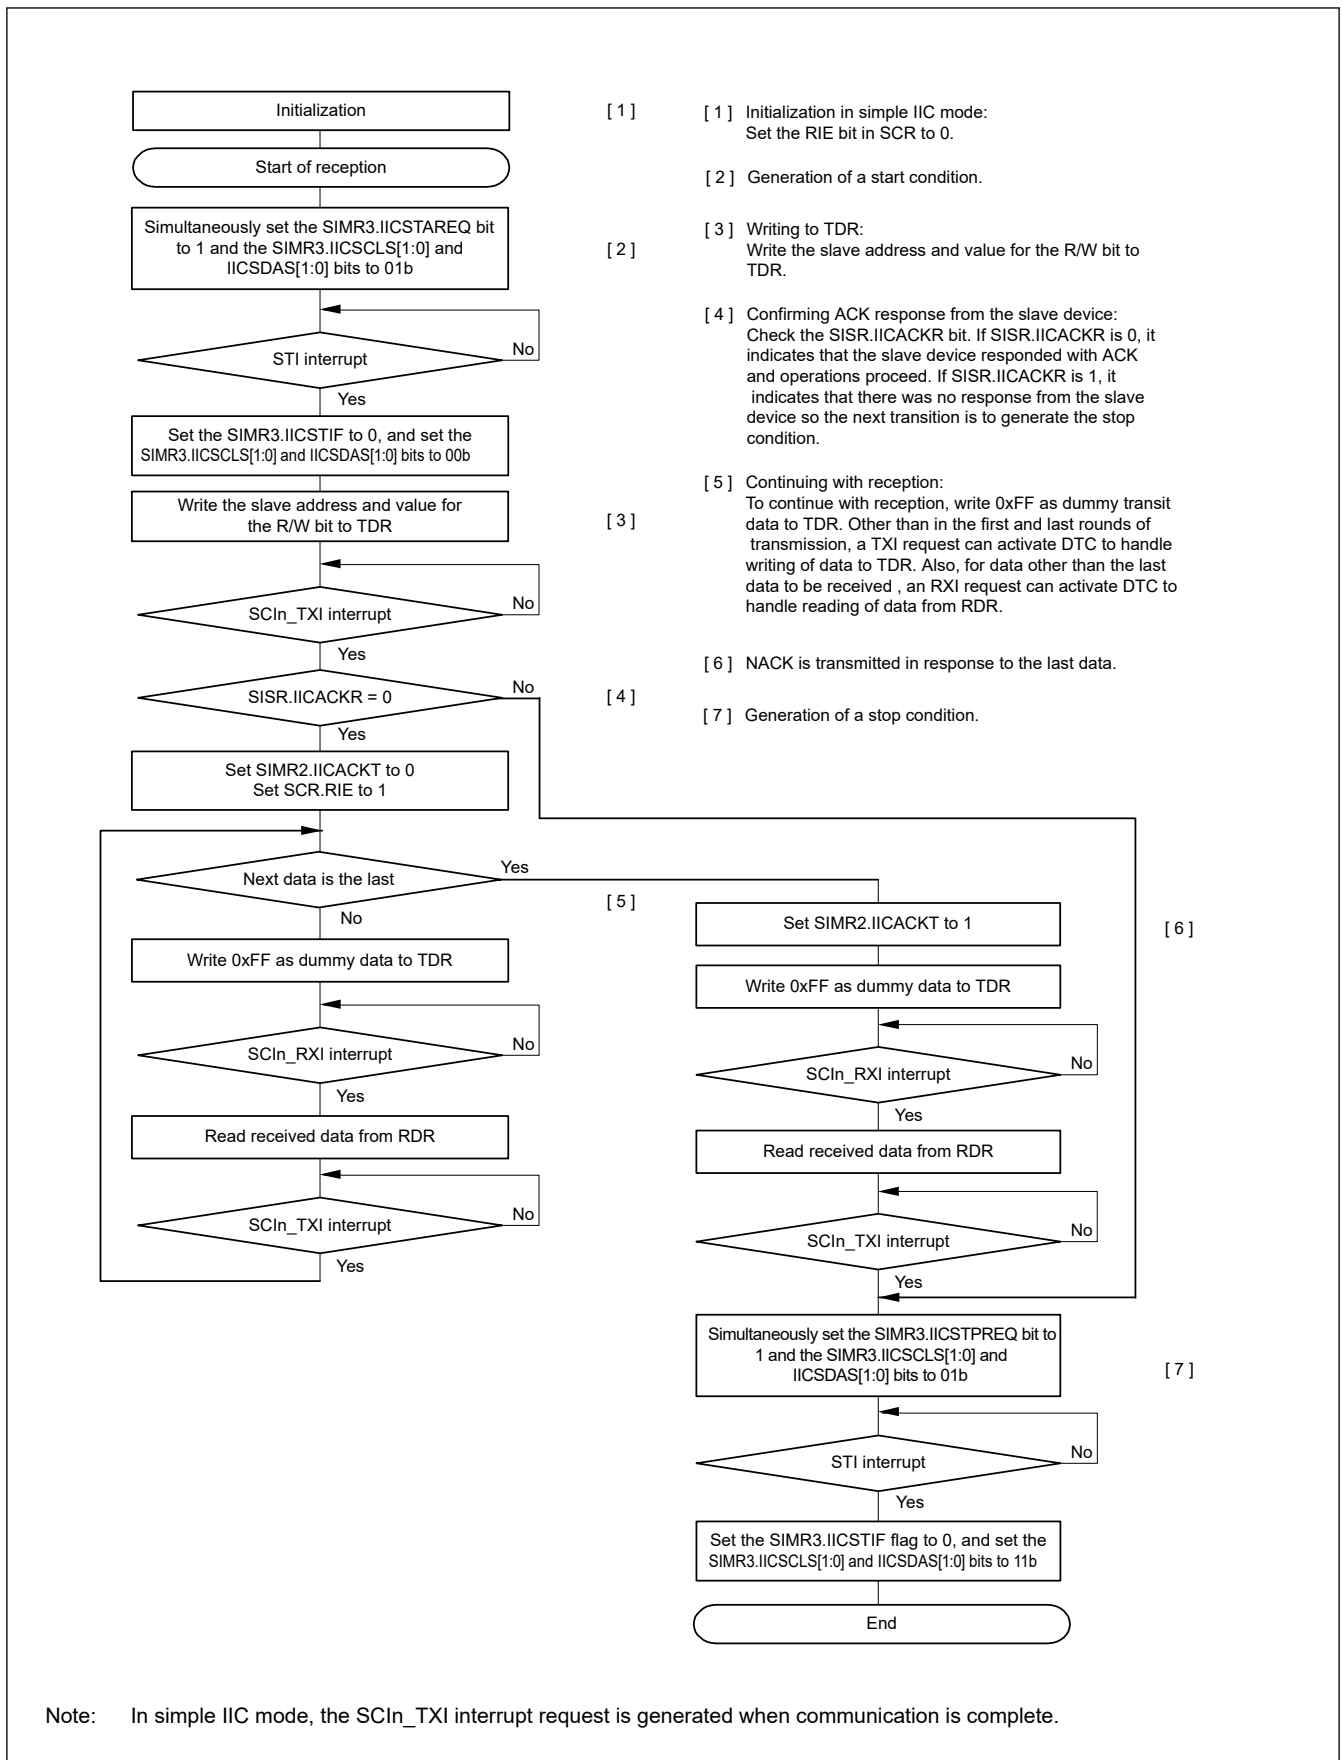 Initialization
[ 1 ]
Start of reception
Simultaneously set the SIMR3.IICSTAREQ bit
to 1 and the SIMR3.IICSCLS[1:0] and
IICSDAS[1:0] bits to 01b
[ 2 ]
STI interrupt
No
Yes
Set the SIMR3.IICSTIF to 0, and set the
SIMR3.IICSCLS[1:0] and IICSDAS[1:0] bits to 00b
Write the slave address and value for
the R/W bit to TDR
[ 3 ]
SCIn_TXI interrupt
No
Yes
SISR.IICACKR = 0
No
[ 4 ]
Yes
Set SIMR2.IICACKT to 0
Set SCR.RIE to 1
Next data is the last
Yes
[ 5 ]
No
Write 0xFF as dummy data to TDR
SCIn_RXI interrupt
No
Yes
Read received data from RDR
SCIn_TXI interrupt
No
Yes
[ 1 ] Initialization in simple IIC mode:
Set the RIE bit in SCR to 0.
[ 2 ] Generation of a start condition.
[ 3 ] Writing to TDR:
Write the slave address and value for the R/W bit to
TDR.
[ 4 ] Confirming ACK response from the slave device:
Check the SISR.IICACKR bit. If SISR.IICACKR is 0, it
indicates that the slave device responded with ACK
and operations proceed. If SISR.IICACKR is 1, it
indicates that there was no response from the slave
device so the next transition is to generate the stop
condition.
[ 5 ] Continuing with reception:
To continue with reception, write 0xFF as dummy transit
data to TDR. Other than in the first and last rounds of
transmission, a TXI request can activate DTC to handle
writing of data to TDR. Also, for data other than the last
data to be received , an RXI request can activate DTC to
handle reading of data from RDR.
[ 6 ] NACK is transmitted in response to the last data.
[ 7 ] Generation of a stop condition.
Set SIMR2.IICACKT to 1
[ 6 ]
Write 0xFF as dummy data to TDR
SCIn_RXI interrupt
No
Yes
Read received data from RDR
SCIn_TXI interrupt
No
Yes
Simultaneously set the SIMR3.IICSTPREQ bit to
1 and the SIMR3.IICSCLS[1:0] and
IICSDAS[1:0] bits to 01b
[ 7 ]
STI interrupt
No
Yes
Set the SIMR3.IICSTIF flag to 0, and set the
SIMR3.IICSCLS[1:0] and IICSDAS[1:0] bits to 11b
End
Note: In simple IIC mode, the SCIn_TXI interrupt request is generated when communication is complete.